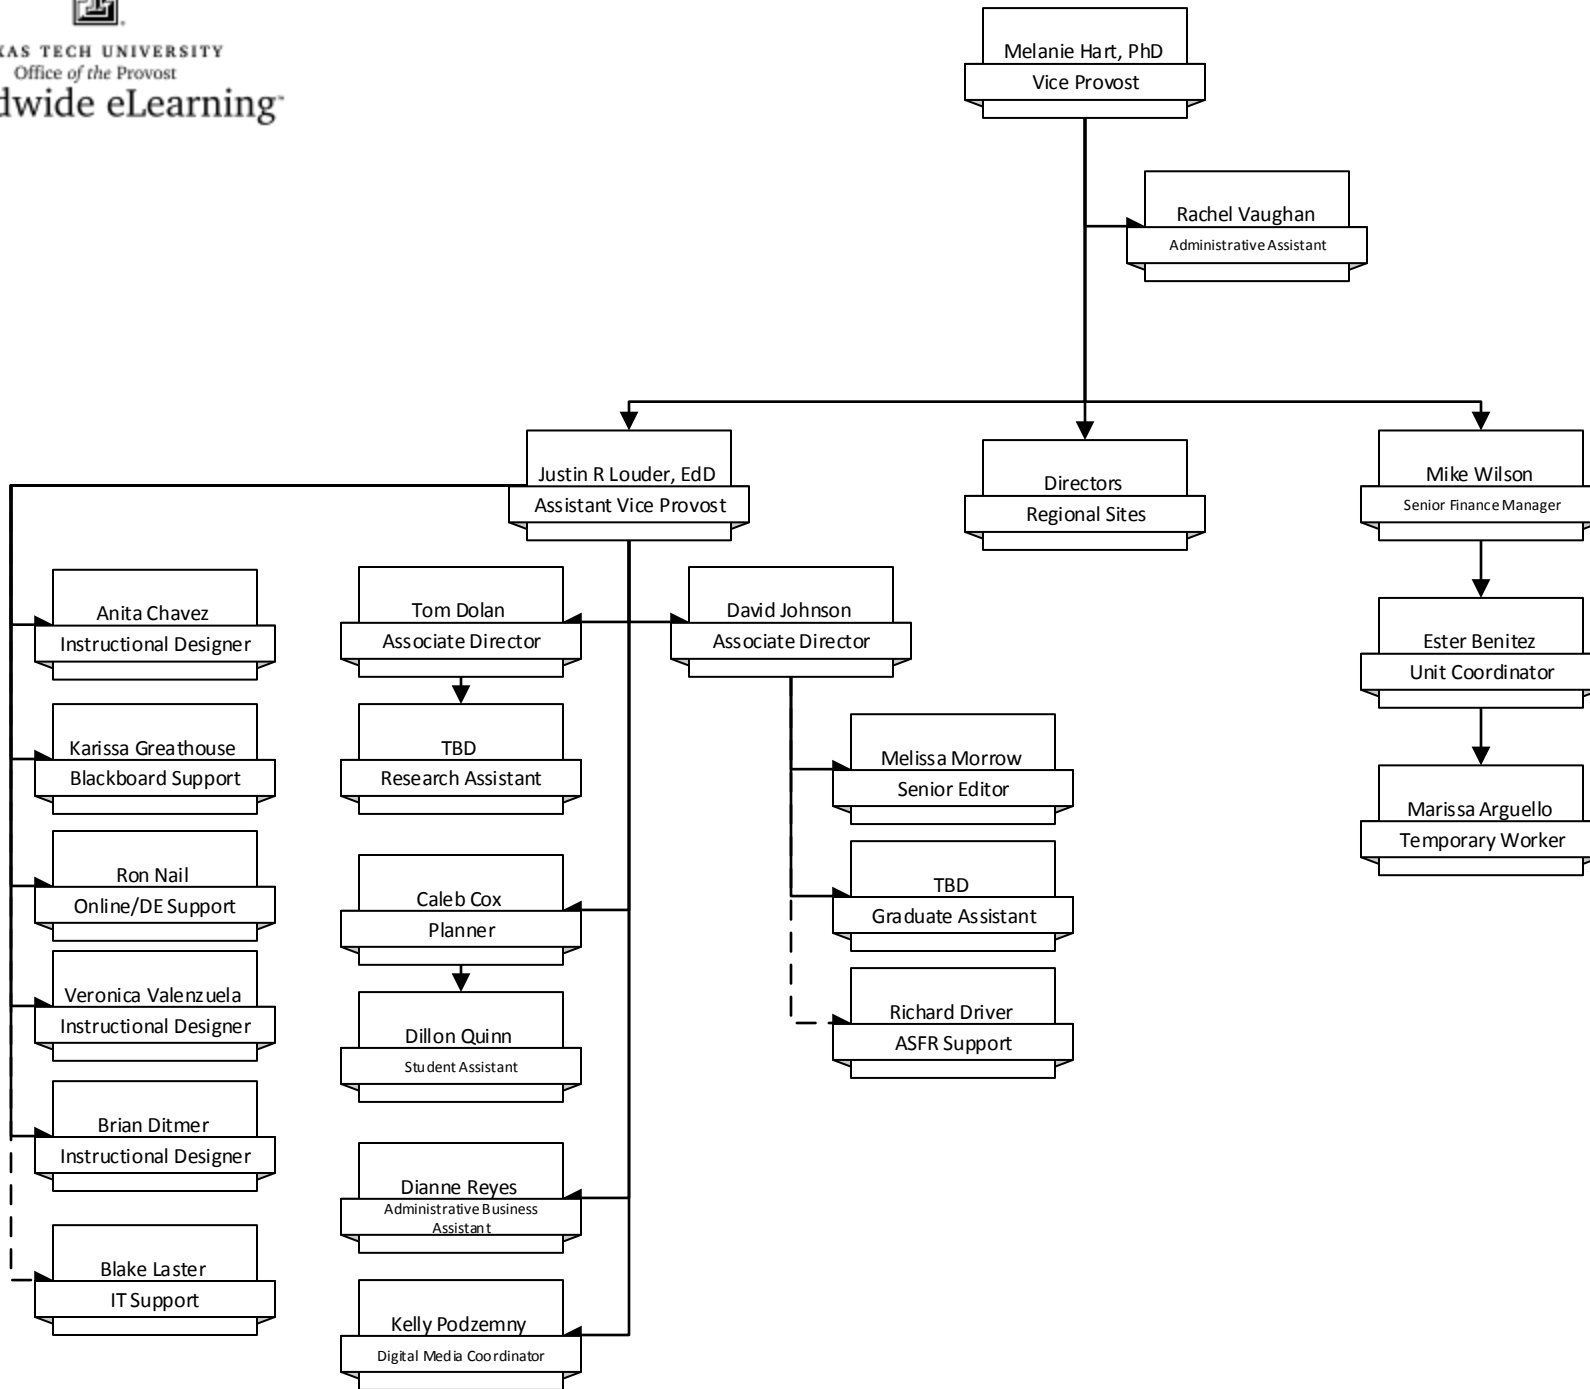 XAS TECH UNIVERSITY
Office of the Provost
dwide eLearning
Melanie Hart, PhD
Vice Provost
Rachel Vaughan
Administrative Assistant
Justin R Louder, EdD
Assistant Vice Provost
Directors
Regional Sites
Mike Wilson
Senior Finance Manager
Anita Chavez
Instructional Designer
Tom Dolan
Associate Director
David Johnson
Associate Director
Ester Benitez
Unit Coordinator
Karissa Greathouse
Blackboard Support
TBD
Research Assistant
Melissa Morrow
Senior Editor
Marissa Arguello
Temporary Worker
Ron Nail
Online/DE Support
Caleb Cox
Planner
TBD
Graduate Assistant
Veronica Valenzuela
Instructional Designer
Dillon Quinn
Student Assistant
Richard Driver
ASFR Support
Brian Ditmer
Instructional Designer
Dianne Reyes
Administrative Business
Assistant
Blake Laster
IT Support
Kelly Podzemny
Digital Media Coordinator